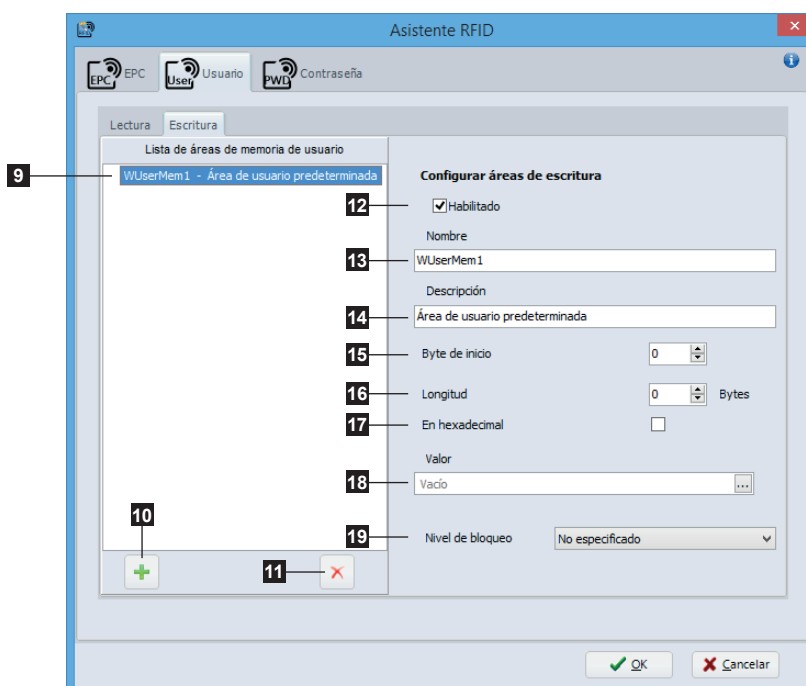 Asistente RFID
EPC EPC User Usuario PWD Contraseña
Lectura Escritura
Lista de áreas de memoria de usuario
9 WUserMem1 - Área de usuario predeterminada
Configurar áreas de escritura
12 Habilitado
Nombre
13 WUserMem1
Descripción
14 Área de usuario predeterminada
15 Byte de inicio 0
16 Longitud 0 Bytes
17 En hexadecimal
Valor
18 Vacío ...
10
19 Nivel de bloqueo No especificado
11
OK Cancelar